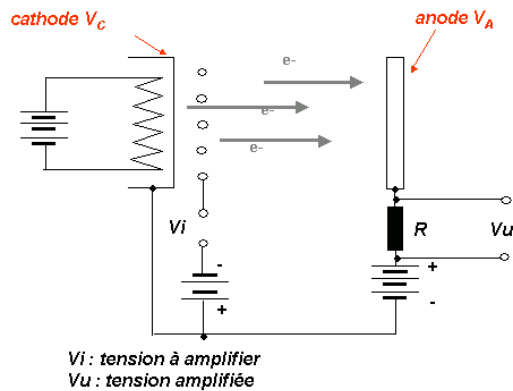 cathode V_C
anode V_A
e-
e-
e-
Vi
R
Vu
-
+
+
-
Vi : tension à amplifier
Vu : tension amplifiée